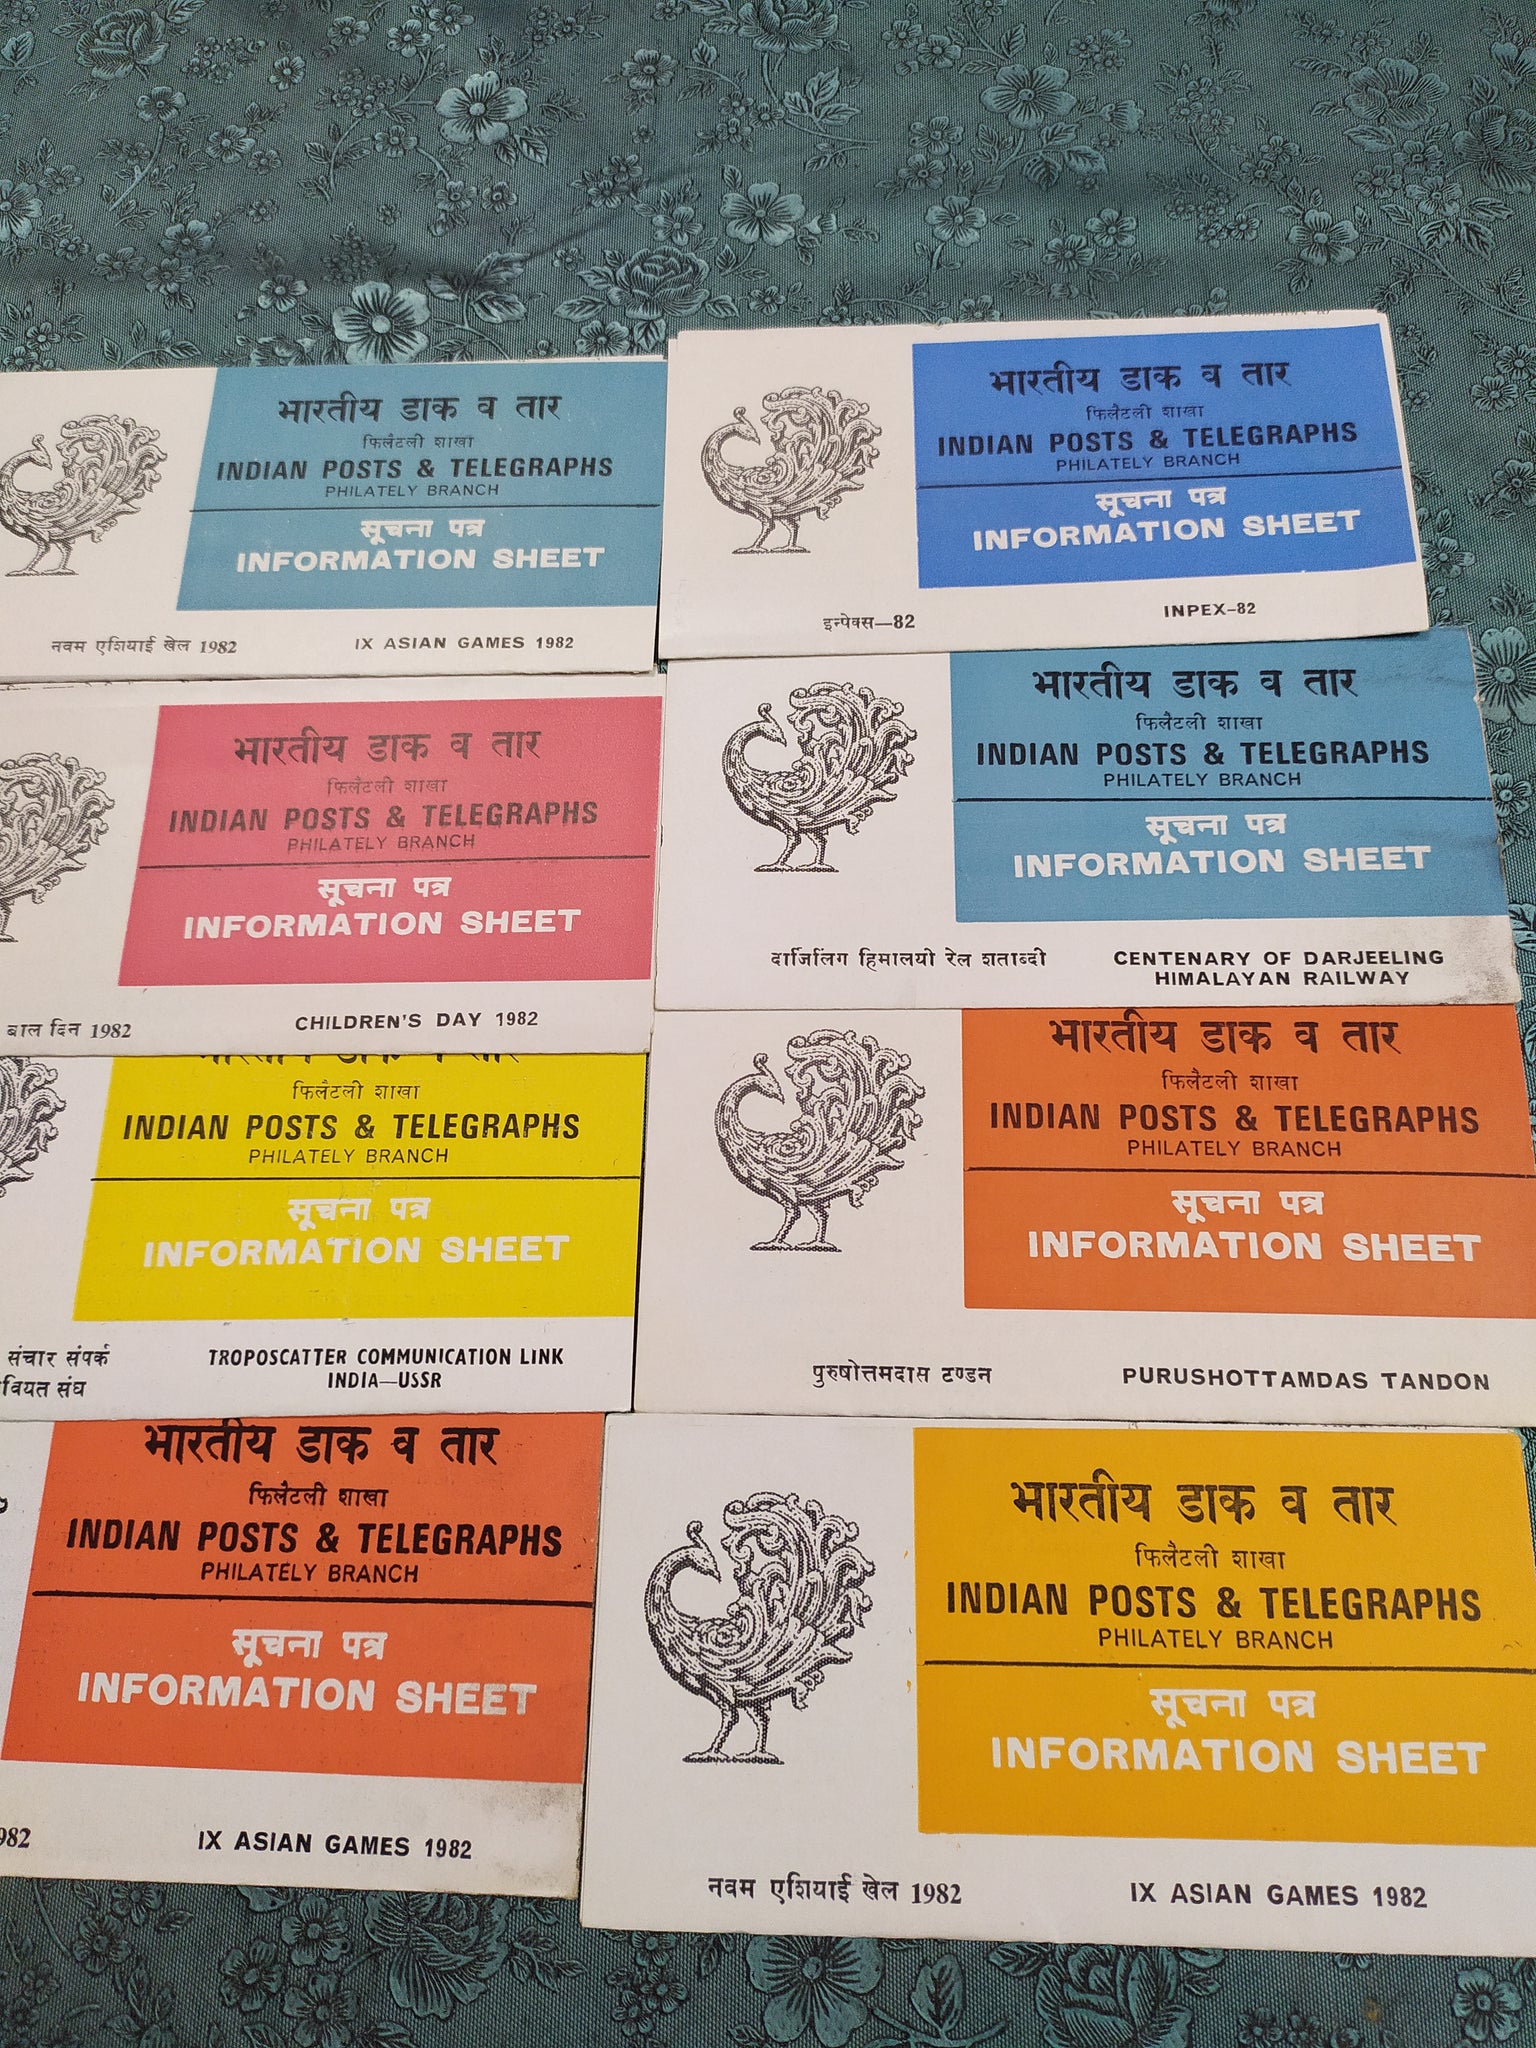 भारतीय डाक व तार
फिलैटली शाखा
INDIAN POSTS & TELEGRAPHS
PHILATELY BRANCH
सूचना पत्र
INFORMATION SHEET
नवम एशियाई खेल 1982 IX ASIAN GAMES 1982
भारतीय डाक व तार
फिलैटली शाखा
INDIAN POSTS & TELEGRAPHS
PHILATELY BRANCH
सूचना पत्र
INFORMATION SHEET
बाल दिन 1982 CHILDREN'S DAY 1982
भारतीय डाक व तार
फिलैटली शाखा
INDIAN POSTS & TELEGRAPHS
PHILATELY BRANCH
सूचना पत्र
INFORMATION SHEET
संचार संपर्क TROPOSCATTER COMMUNICATION LINK
वियत संघ INDIA—USSR
भारतीय डाक व तार
फिलैटली शाखा
INDIAN POSTS & TELEGRAPHS
PHILATELY BRANCH
सूचना पत्र
INFORMATION SHEET
982 IX ASIAN GAMES 1982
भारतीय डाक व तार
फिलैटली शाखा
INDIAN POSTS & TELEGRAPHS
PHILATELY BRANCH
सूचना पत्र
INFORMATION SHEET
इन्पेक्स—82 INPEX–82
भारतीय डाक व तार
फिलैटली शाखा
INDIAN POSTS & TELEGRAPHS
PHILATELY BRANCH
सूचना पत्र
INFORMATION SHEET
दार्जिलिंग हिमालयी रेल शताब्दी CENTENARY OF DARJEELING
HIMALAYAN RAILWAY
भारतीय डाक व तार
फिलैटली शाखा
INDIAN POSTS & TELEGRAPHS
PHILATELY BRANCH
सूचना पत्र
INFORMATION SHEET
पुरुषोत्तमदास टण्डन PURUSHOTTAMDAS TANDON
भारतीय डाक व तार
फिलैटली शाखा
INDIAN POSTS & TELEGRAPHS
PHILATELY BRANCH
सूचना पत्र
INFORMATION SHEET
नवम एशियाई खेल 1982 IX ASIAN GAMES 1982